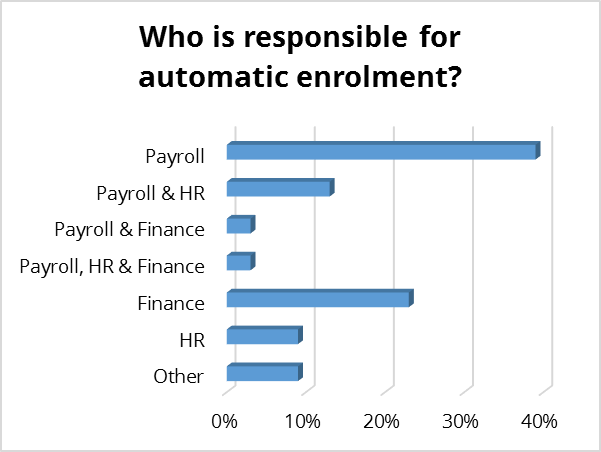 Who is responsible for
automatic enrolment?
Payroll
Payroll & HR
Payroll & Finance
Payroll, HR & Finance
Finance
HR
Other
0% 10% 20% 30% 40%